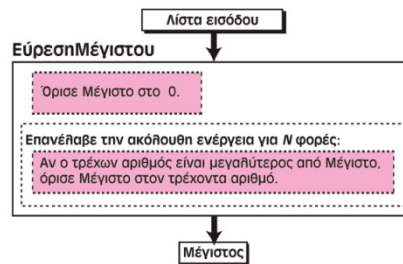 Λίστα εισόδου
ΕύρεσηΜέγιστου
Όρισε Μέγιστο στο 0.
Επανέλαβε την ακόλουθη ενέργεια για N φορές:
Αν ο τρέχων αριθμός είναι μεγαλύτερος από Μέγιστο,
όρισε Μέγιστο στον τρέχοντα αριθμό.
Μέγιστος